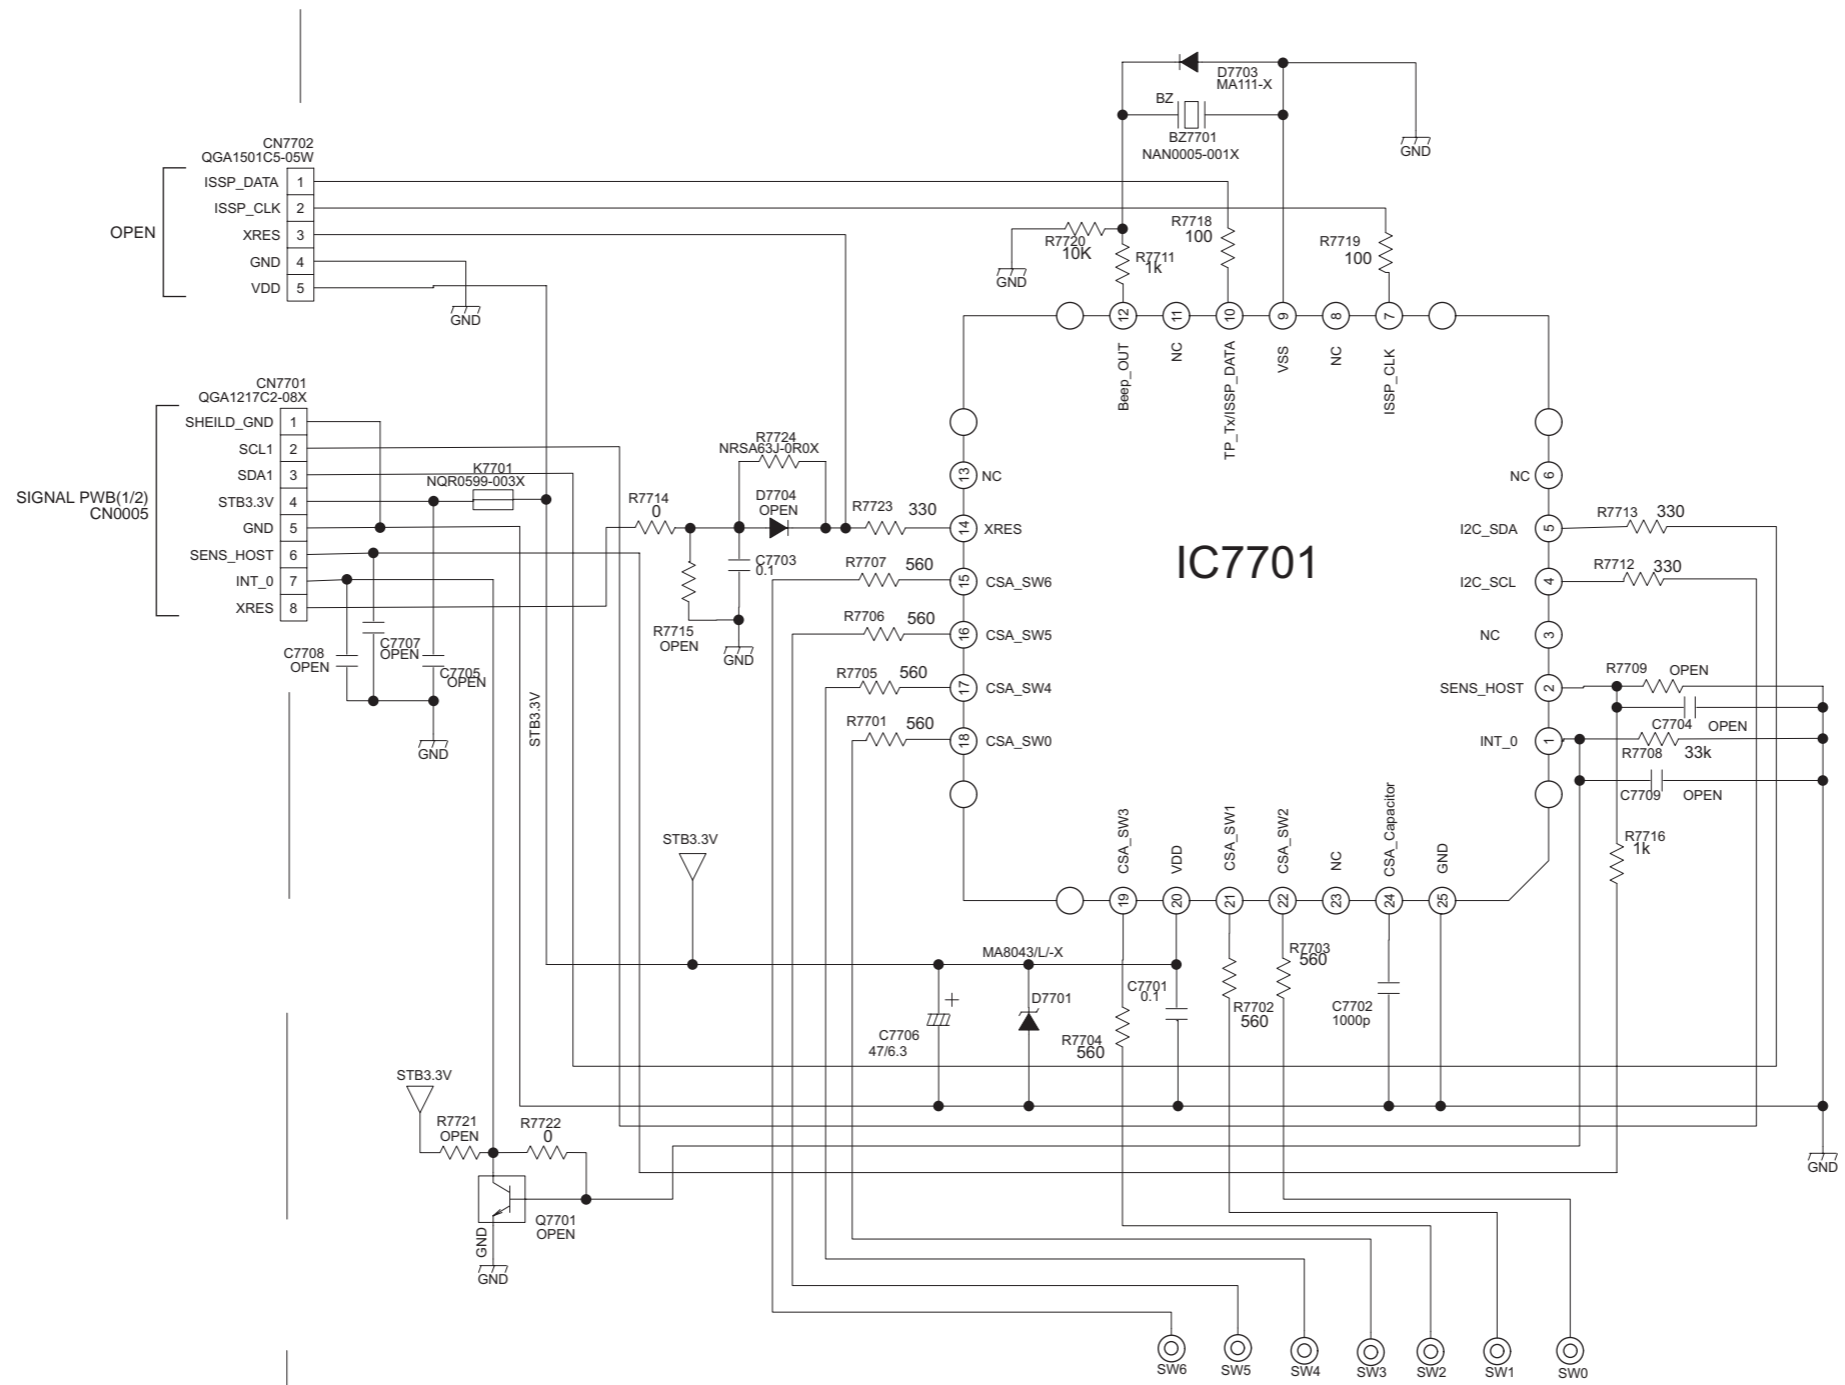 CN7702
QGA1501C5-05W
OPEN
ISSP_DATA 1
ISSP_CLK 2
XRES 3
GND 4
VDD 5
GND
CN7701
QGA1217C2-08X
SIGNAL PWB(1/2)
CN0005
SHEILD_GND 1
SCL1 2
SDA1 3
STB3.3V 4
GND 5
SENS_HOST 6
INT_0 7
XRES 8
K7701
NQR0599-003X
C7708
OPEN
C7707
OPEN
C7705
OPEN
GND
STB3.3V
R7714
0
R7724
NRSA63J-0R0X
D7704
OPEN
C7703
0.1
R7715
OPEN
GND
R7723 330
R7707 560
R7706 560
R7705 560
R7701 560
D7703
MA111-X
BZ
BZ7701
NAN0005-001X
GND
R7720
10K
GND
R7711
1k
R7718
100
R7719
100
12
11
10
9
8
7
Beep_OUT
NC
TP_Tx/ISSP_DATA
VSS
NC
ISSP_CLK
13 NC
14 XRES
15 CSA_SW6
16 CSA_SW5
17 CSA_SW4
18 CSA_SW0
IC7701
NC 6
I2C_SDA 5
I2C_SCL 4
NC 3
SENS_HOST 2
INT_0 1
R7713 330
R7712 330
R7709 OPEN
C7704 OPEN
R7708 33k
C7709 OPEN
R7716
1k
CSA_SW3
VDD
CSA_SW1
CSA_SW2
NC
CSA_Capacitor
GND
19
20
21
22
23
24
25
STB3.3V
MA8043/L/-X
C7706
47/6.3
+
D7701
C7701
0.1
R7704
560
R7702
560
R7703
560
C7702
1000p
GND
STB3.3V
R7721
OPEN
R7722
0
Q7701
OPEN
GND
GND
SW6
SW5
SW4
SW3
SW2
SW1
SW0